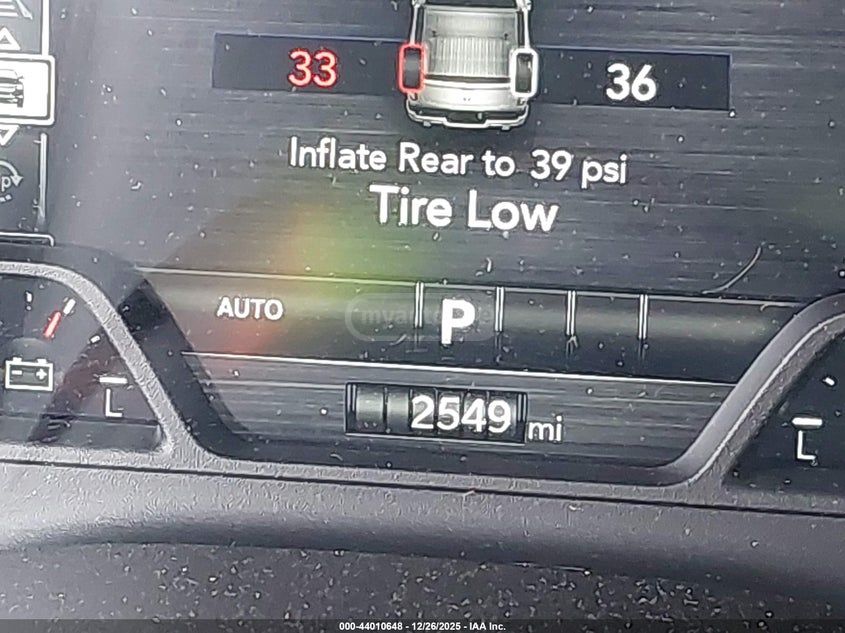 33
36
Inflate Rear to 39 psi
Tire Low
AUTO
P
2549 mi
L
L
000-44010648 - 12/26/2025 - IAA Inc.